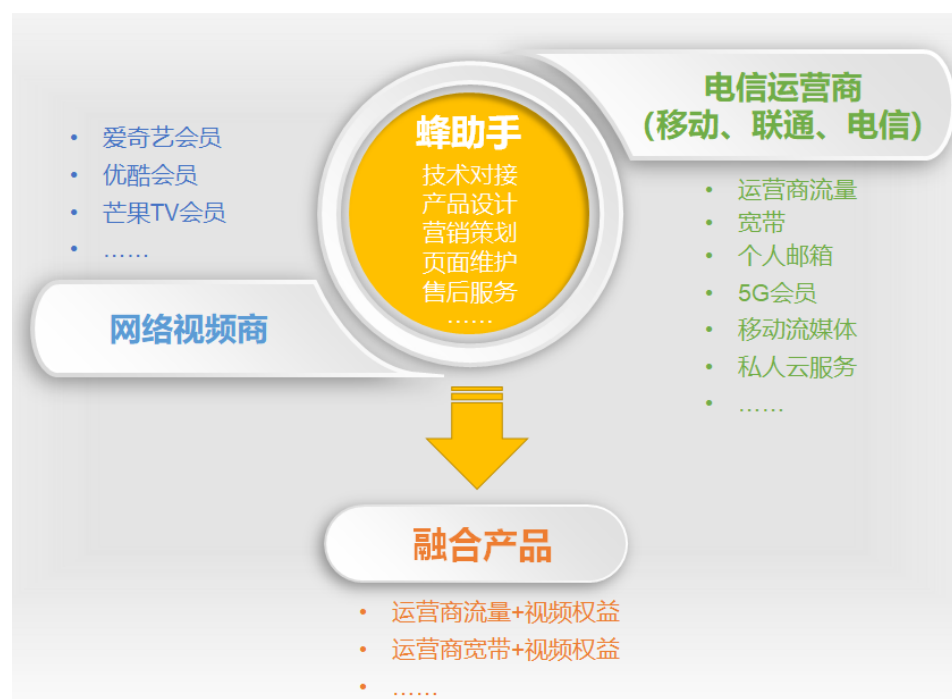 蜂助手
技术对接
产品设计
营销策划
页面维护
售后服务
……
电信运营商
(移动、联通、电信)
• 运营商流量
• 宽带
• 个人邮箱
• 5G会员
• 移动流媒体
• 私人云服务
• ……
• 爱奇艺会员
• 优酷会员
• 芒果TV会员
• ……
网络视频商
融合产品
• 运营商流量+视频权益
• 运营商宽带+视频权益
• ……